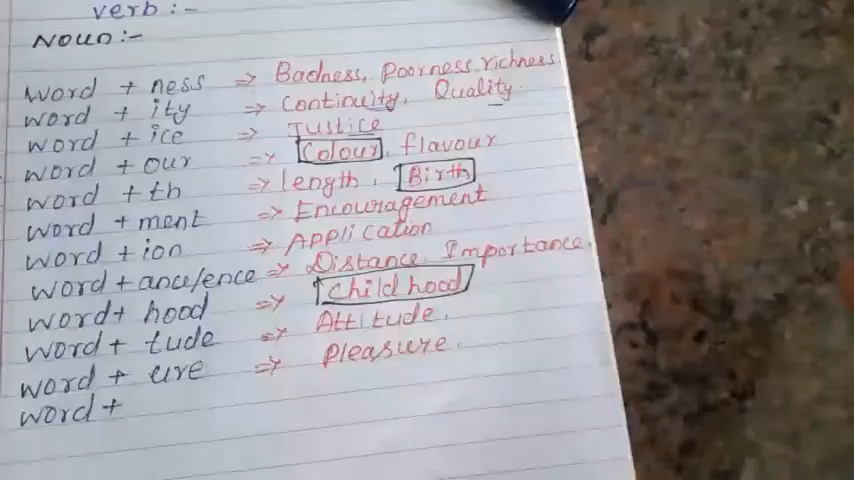 verb :-
Noun :-
word + ness => Badness, Poorness, richness
word + ity => Continuity, Quality
word + ice => Justice
word + our => Colour, flavour
word + th => length, Birth
word + ment => Encouragement
word + ion => Application
word + ance/ence => Distance, Importance,
word + hood => Child hood
word + tude => Attitude.
word + ure => Pleasure.
word +